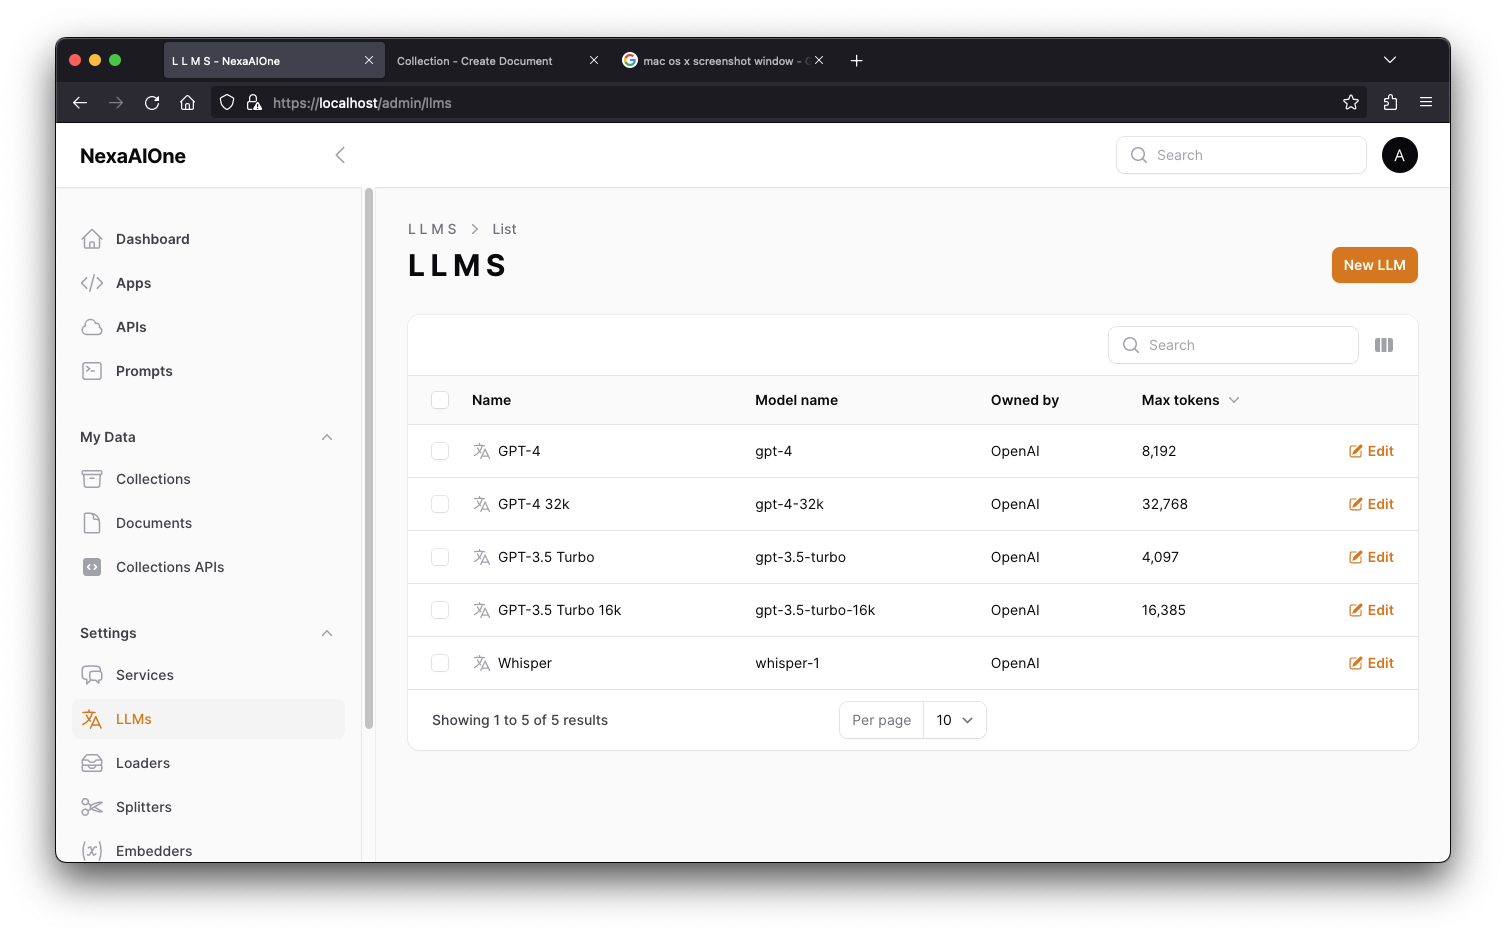 L L M S - NexaAIOne
Collection - Create Document
mac os x screenshot window -
https://localhost/admin/llms
NexaAIOne
Search
A
Dashboard
Apps
APIs
Prompts
My Data
Collections
Documents
Collections APIs
Settings
Services
LLMs
Loaders
Splitters
Embedders
L L M S > List
L L M S
New LLM
Search
Name Model name Owned by Max tokens
GPT-4 gpt-4 OpenAI 8,192 Edit
GPT-4 32k gpt-4-32k OpenAI 32,768 Edit
GPT-3.5 Turbo gpt-3.5-turbo OpenAI 4,097 Edit
GPT-3.5 Turbo 16k gpt-3.5-turbo-16k OpenAI 16,385 Edit
Whisper whisper-1 OpenAI Edit
Showing 1 to 5 of 5 results
Per page 10